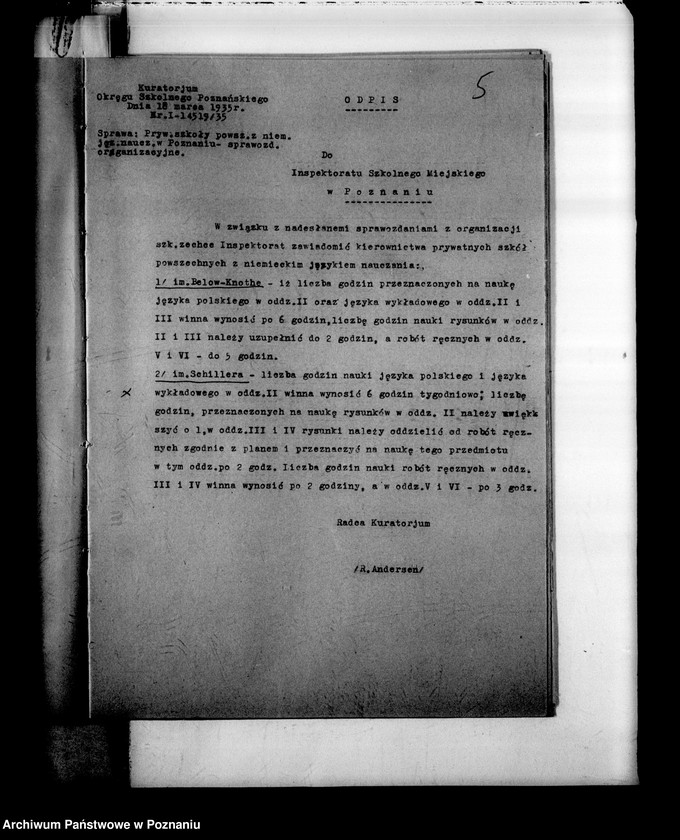 5
Kuratorjum
Okręgu Szkolnego Poznańskiego
Dnia 18 marca 1935r.
Nr.I-14519/35
O D P I S
Sprawa: Pryw.szkoły powsz.z niem.
jęz.naucz.w Poznaniu- sprawozd.
organizacyjne.
Do
Inspektoratu Szkolnego Miejskiego
w P o z n a n i u
W związku z nadesłanemi sprawozdaniami z organizacji
szk.zechce Inspektorat zawiadomić kierownictwa prywatnych szkół
powszechnych z niemieckim językiem nauczania:,
1/ im.Below-Knothe - iż liczba godzin przeznaczonych na naukę
języka polskiego w oddz.II oraz języka wykładowego w oddz.II i
III winna wynosić po 6 godzin,liczbę godzin nauki rysunków w oddz.
II i III należy uzupełnić do 2 godzin, a robót ręcznych w oddz.
V i VI - do 3 godzin.
2/ im.Schillera - liczba godzin nauki języka polskiego i języka
wykładowego w oddz.II winna wynosić 6 godzin tygodniowo; liczbę
godzin, przeznaczonych na naukę rysunków w oddz. II należy zwięk
szyć o 1,w oddz.III i IV rysunki należy oddzielić od robót ręcz-
nych zgodnie z planem i przeznaczyć na naukę tego przedmiotu
w tym oddz.po 2 godz. Liczba godzin nauki robót ręcznych w oddz.
III i IV winna wynosić po 2 godziny, a w oddz.V i VI - po 3 godz.
Radca Kuratorjum
/R.Andersen/
Archiwum Państwowe w Poznaniu